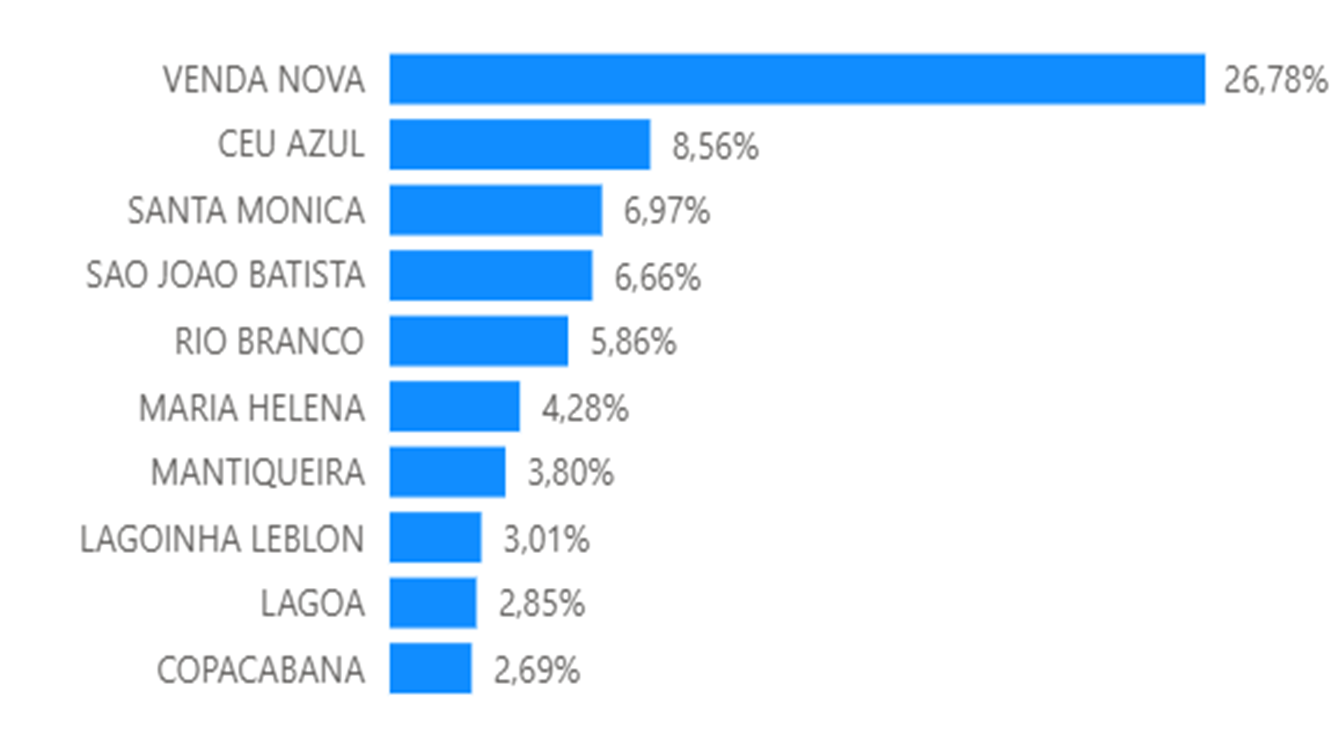 VENDA NOVA 26,78%
CEU AZUL 8,56%
SANTA MONICA 6,97%
SAO JOAO BATISTA 6,66%
RIO BRANCO 5,86%
MARIA HELENA 4,28%
MANTIQUEIRA 3,80%
LAGOINHA LEBLON 3,01%
LAGOA 2,85%
COPACABANA 2,69%